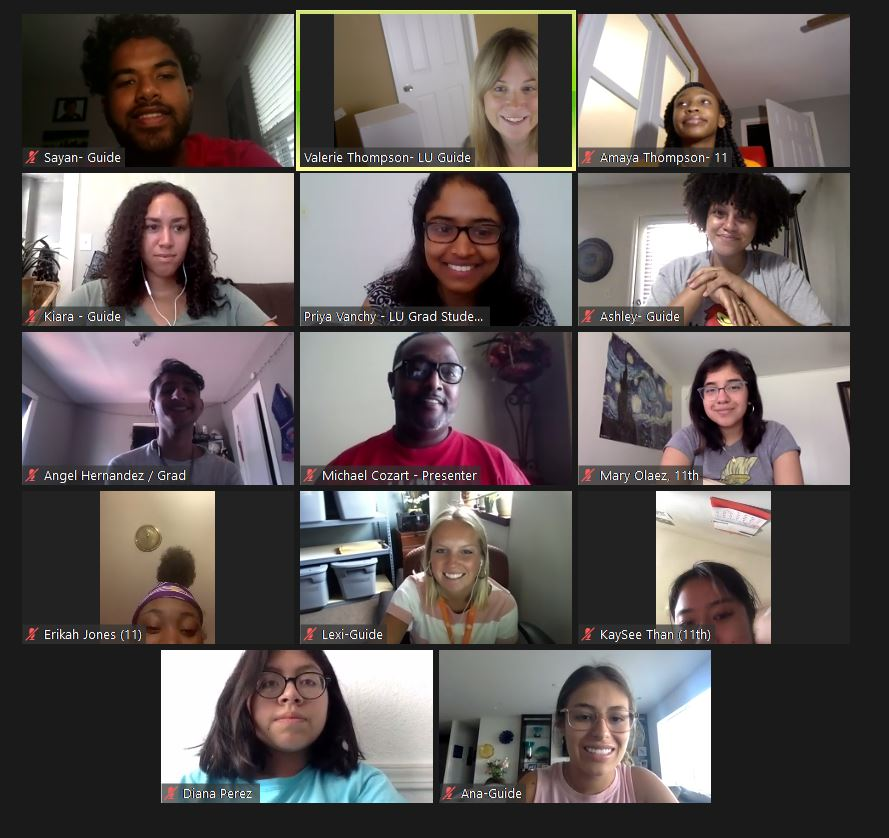 Sayan- Guide
Valerie Thompson- LU Guide
Amaya Thompson- 11
Kiara - Guide
Priya Vanchy - LU Grad Stude...
Ashley- Guide
Angel Hernandez / Grad
Michael Cozart - Presenter
Mary Olaez, 11th
Erikah Jones (11)
Lexi-Guide
KaySee Than (11th)
Diana Perez
Ana-Guide